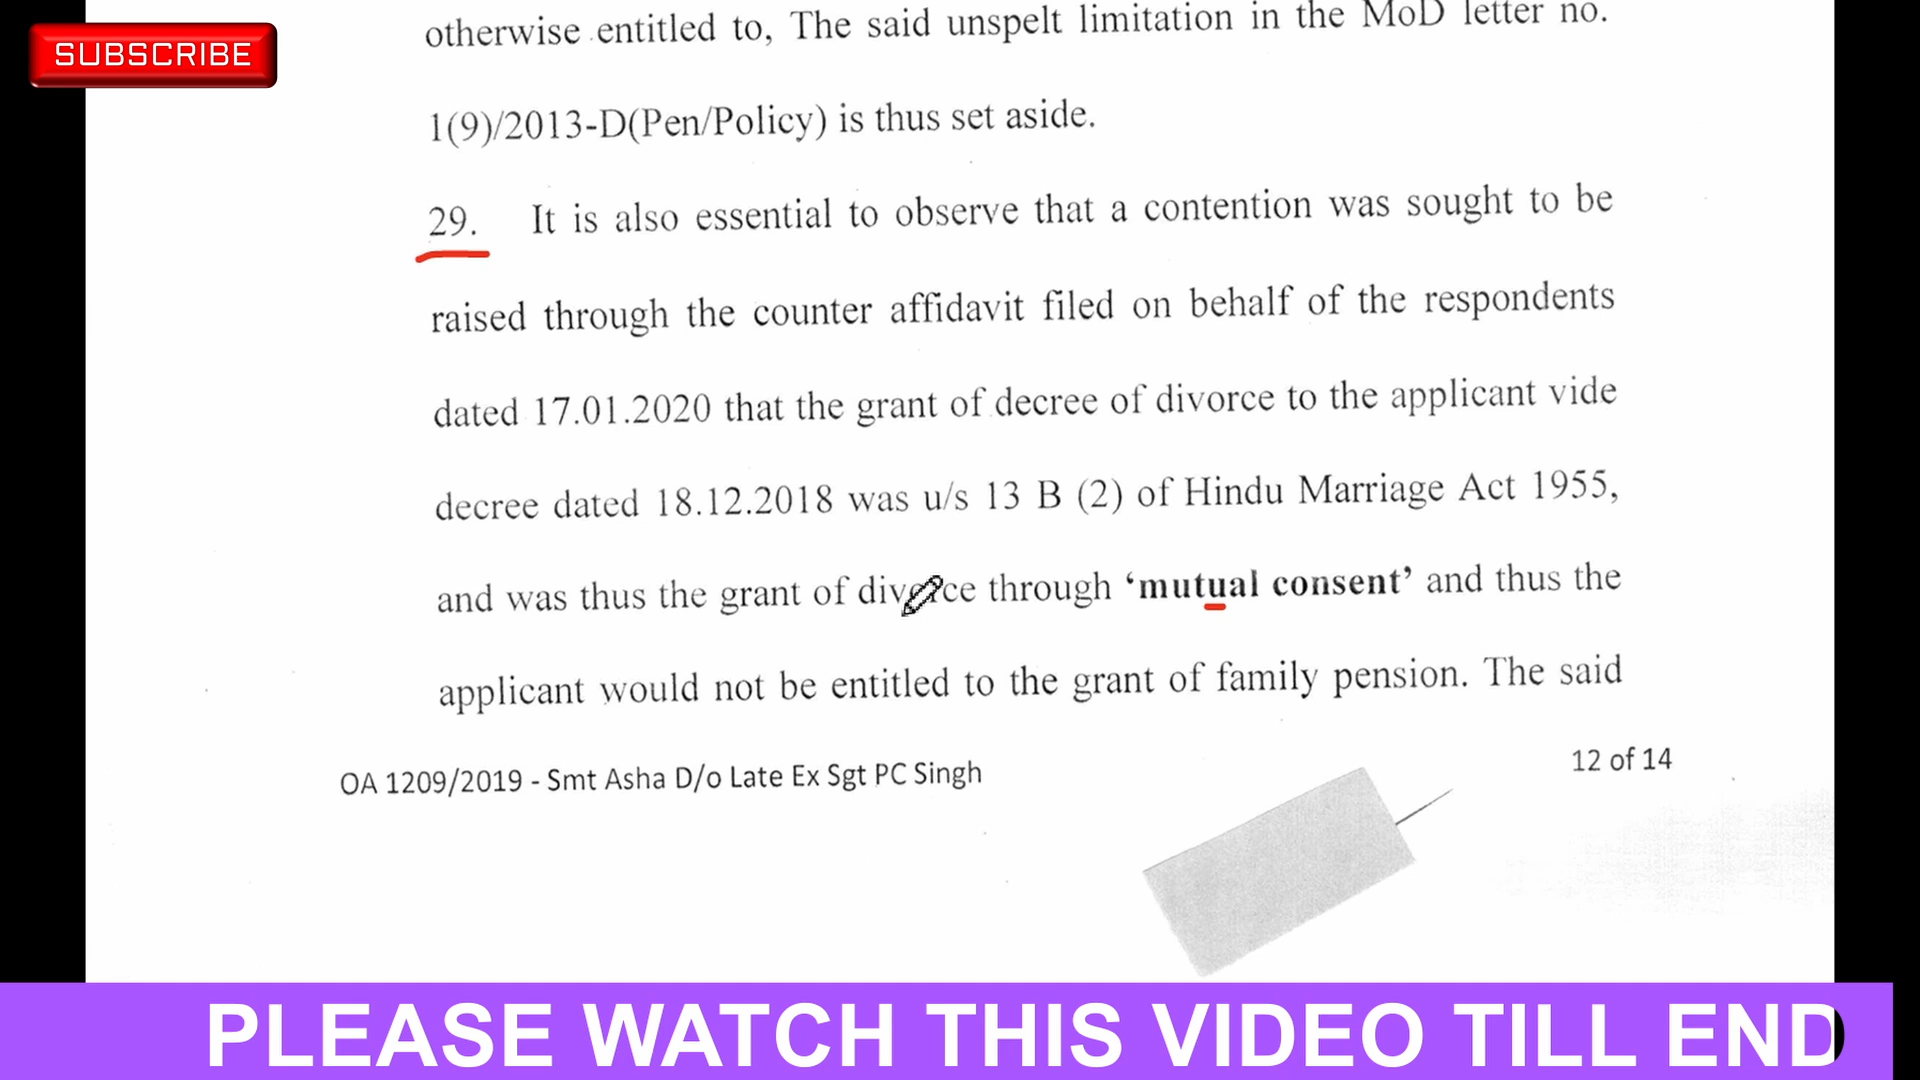 SUBSCRIBE
otherwise entitled to, The said unspelt limitation in the MoD letter no.
1(9)/2013-D(Pen/Policy) is thus set aside.
29. It is also essential to observe that a contention was sought to be
raised through the counter affidavit filed on behalf of the respondents
dated 17.01.2020 that the grant of decree of divorce to the applicant vide
decree dated 18.12.2018 was u/s 13 B (2) of Hindu Marriage Act 1955,
and was thus the grant of divorce through ‘mutual consent’ and thus the
applicant would not be entitled to the grant of family pension. The said
OA 1209/2019 - Smt Asha D/o Late Ex Sgt PC Singh
12 of 14
PLEASE WATCH THIS VIDEO TILL END